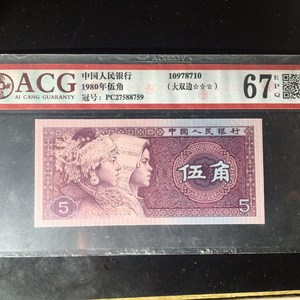 ACG
AI CANG GUARANTY
中国人民银行
1980年伍角
冠号：PC27588759
10978710
（大双边☆☆☆）
67
EPQ
中国人民银行
伍角
5
5